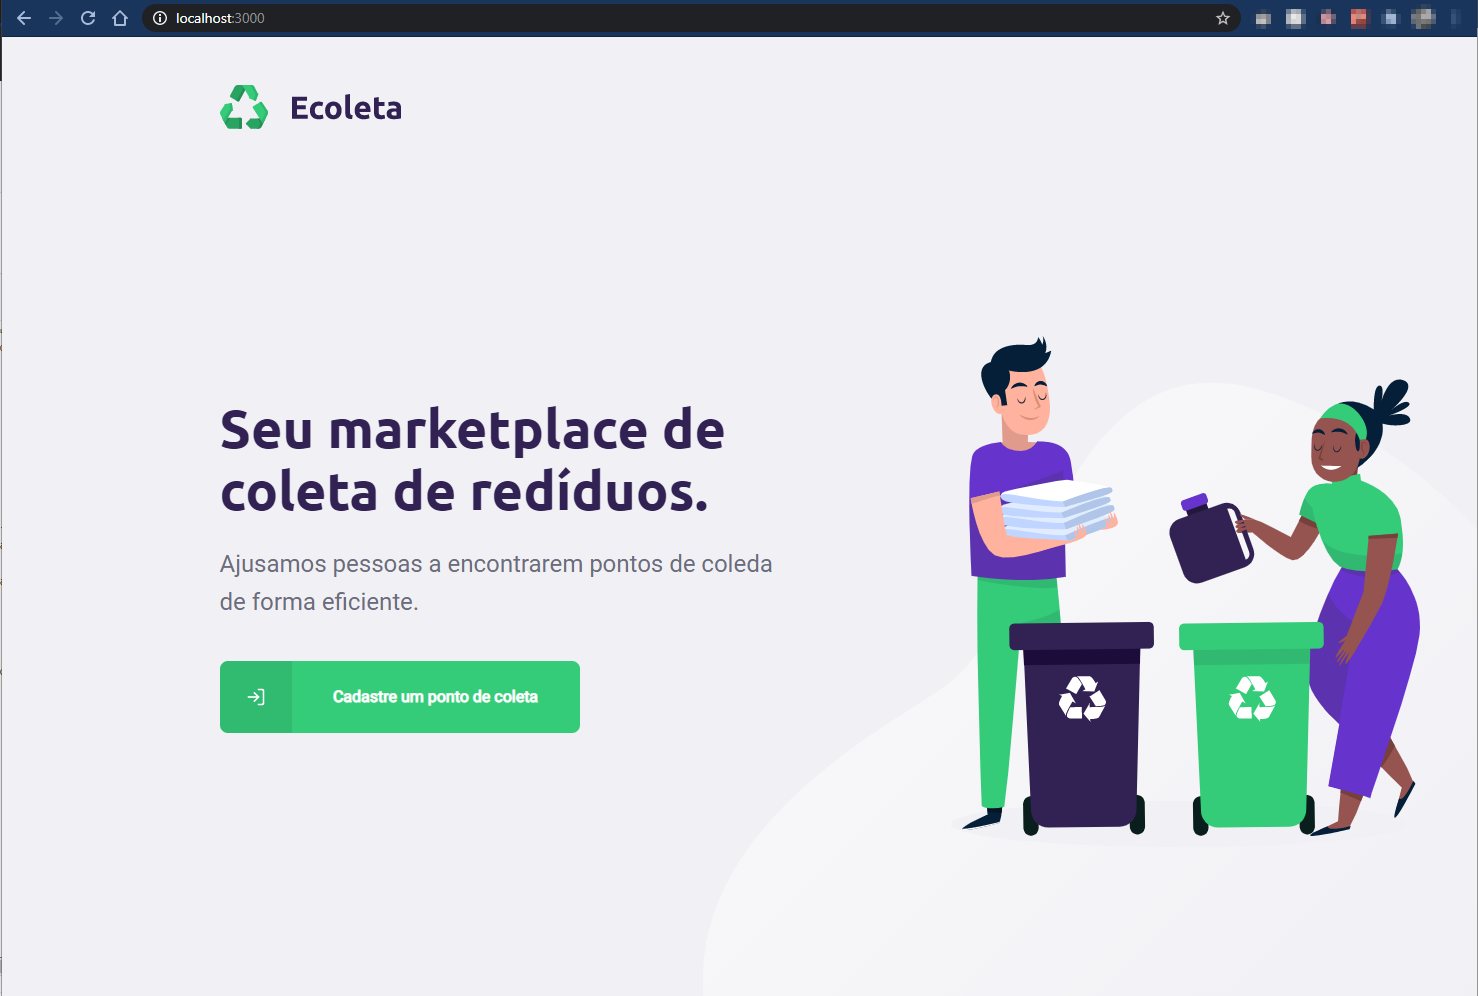 localhost:3000
Ecoleta
Seu marketplace de
coleta de redíduos.
Ajusamos pessoas a encontrarem pontos de coleda
de forma eficiente.
Cadastre um ponto de coleta